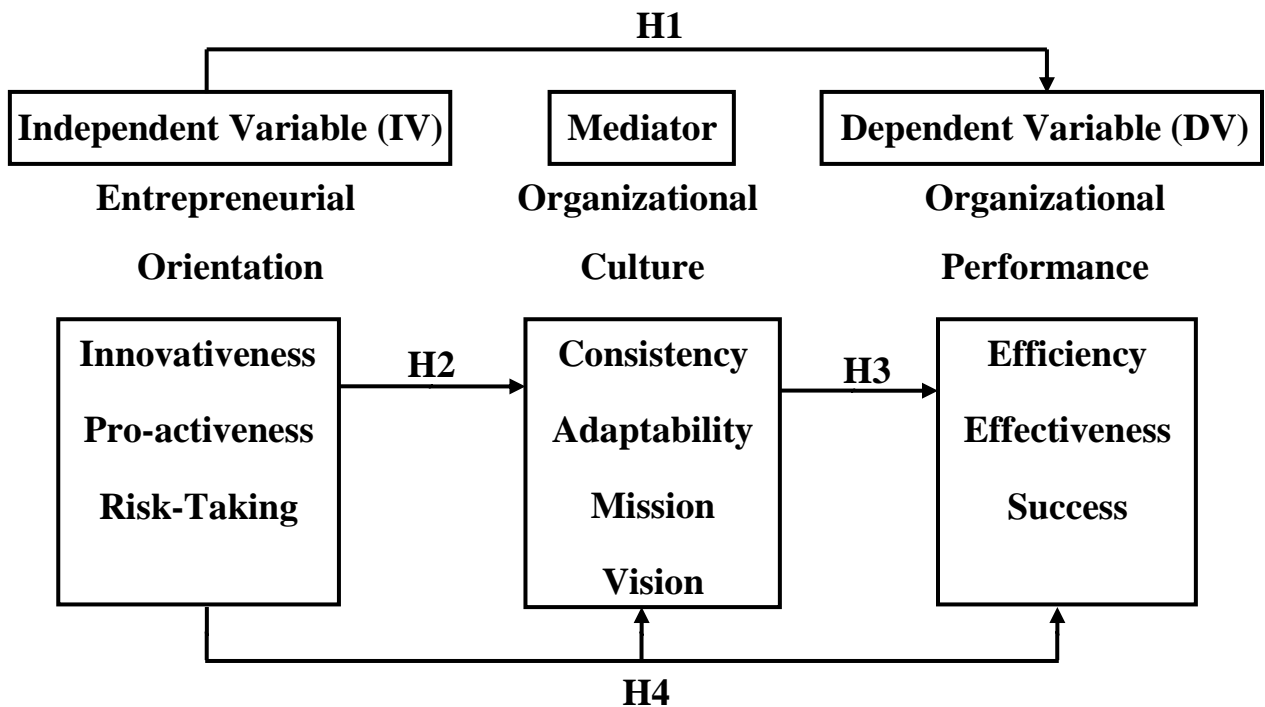 H1
Independent Variable (IV)
Mediator
Dependent Variable (DV)
Entrepreneurial
Orientation
Organizational
Culture
Organizational
Performance
Innovativeness
Pro-activeness
Risk-Taking
H2
Consistency
Adaptability
Mission
Vision
H3
Efficiency
Effectiveness
Success
H4